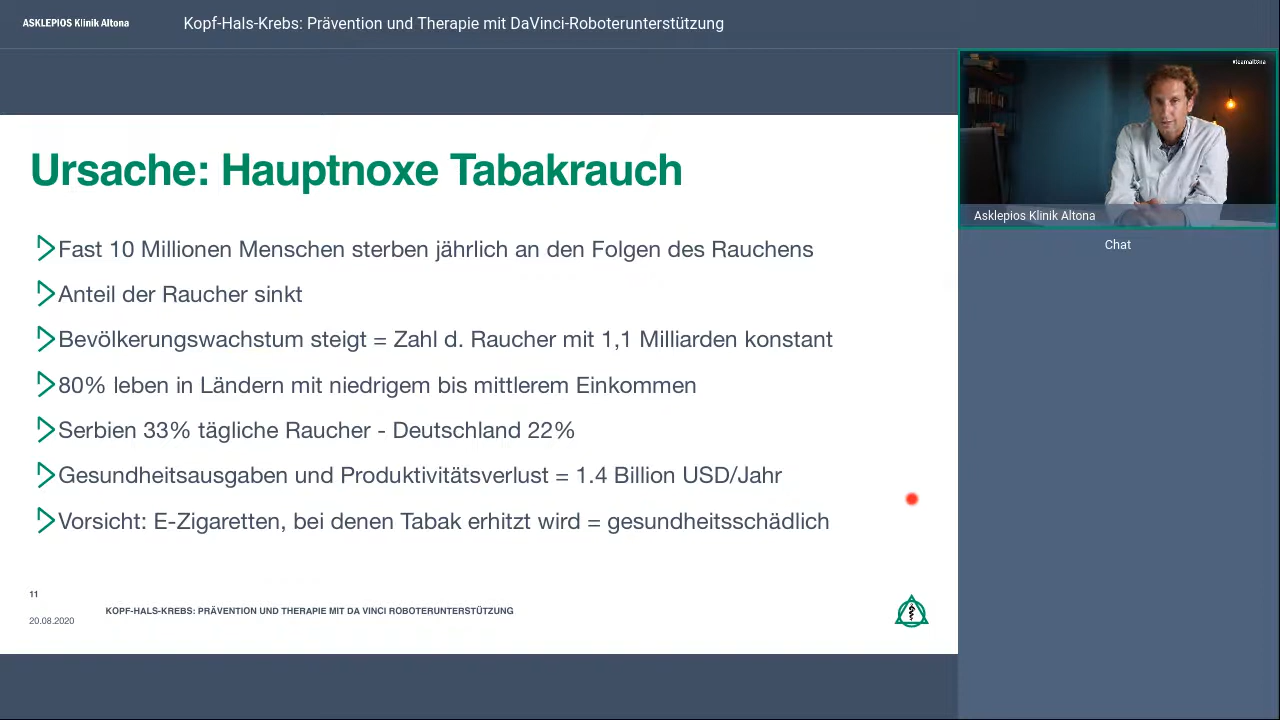 ASKLEPIOS Klinik Altona
Kopf-Hals-Krebs: Prävention und Therapie mit DaVinci-Roboterunterstützung
Ursache: Hauptnoxe Tabakrauch
Fast 10 Millionen Menschen sterben jährlich an den Folgen des Rauchens
Anteil der Raucher sinkt
Bevölkerungswachstum steigt = Zahl d. Raucher mit 1,1 Milliarden konstant
80% leben in Ländern mit niedrigem bis mittlerem Einkommen
Serbien 33% tägliche Raucher - Deutschland 22%
Gesundheitsausgaben und Produktivitätsverlust = 1.4 Billion USD/Jahr
Vorsicht: E-Zigaretten, bei denen Tabak erhitzt wird = gesundheitsschädlich
11
KOPF-HALS-KREBS: PRÄVENTION UND THERAPIE MIT DA VINCI ROBOTERUNTERSTÜTZUNG
20.08.2020
#teamaltona
Asklepios Klinik Altona
Chat